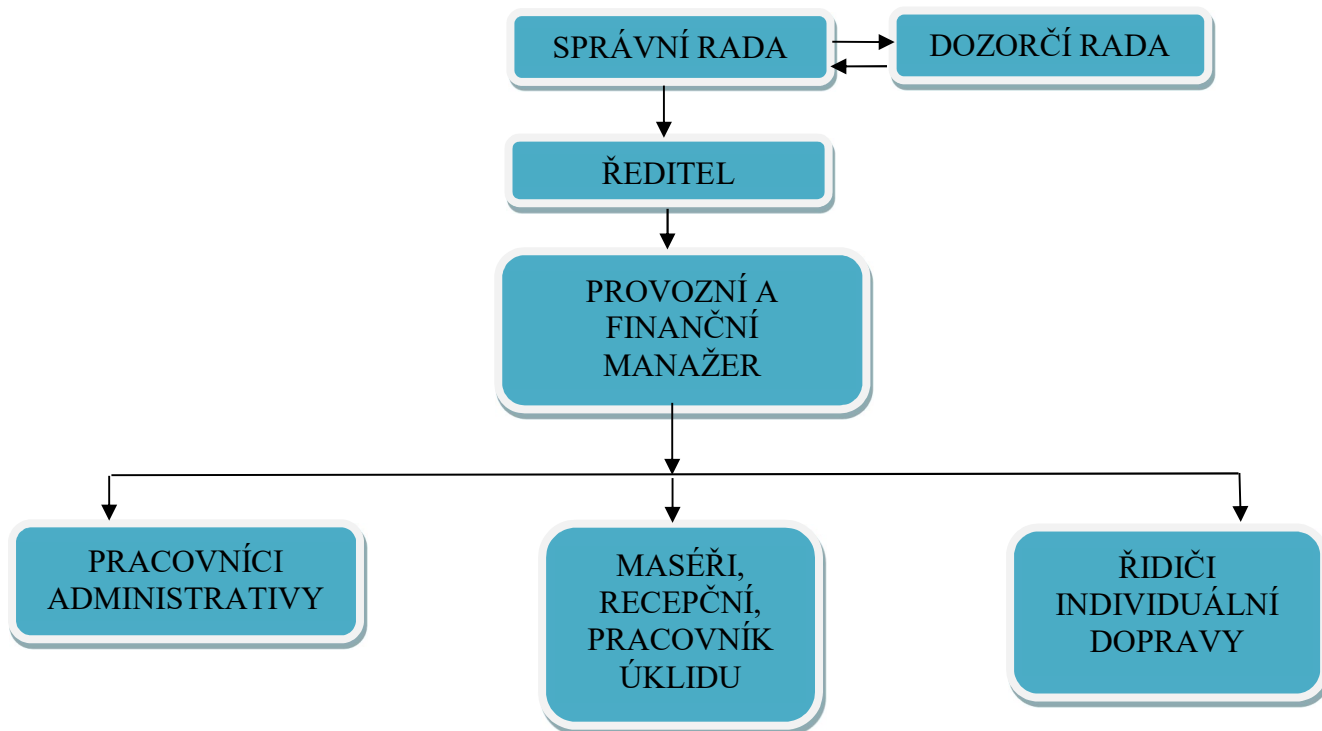 SPRÁVNÍ RADA
DOZORČÍ RADA
ŘEDITEL
PROVOZNÍ A
FINANČNÍ
MANAŽER
PRACOVNÍCI
ADMINISTRATIVY
MASÉŘI,
RECEPČNÍ,
PRACOVNÍK
ÚKLIDU
ŘIDIČI
INDIVIDUÁLNÍ
DOPRAVY